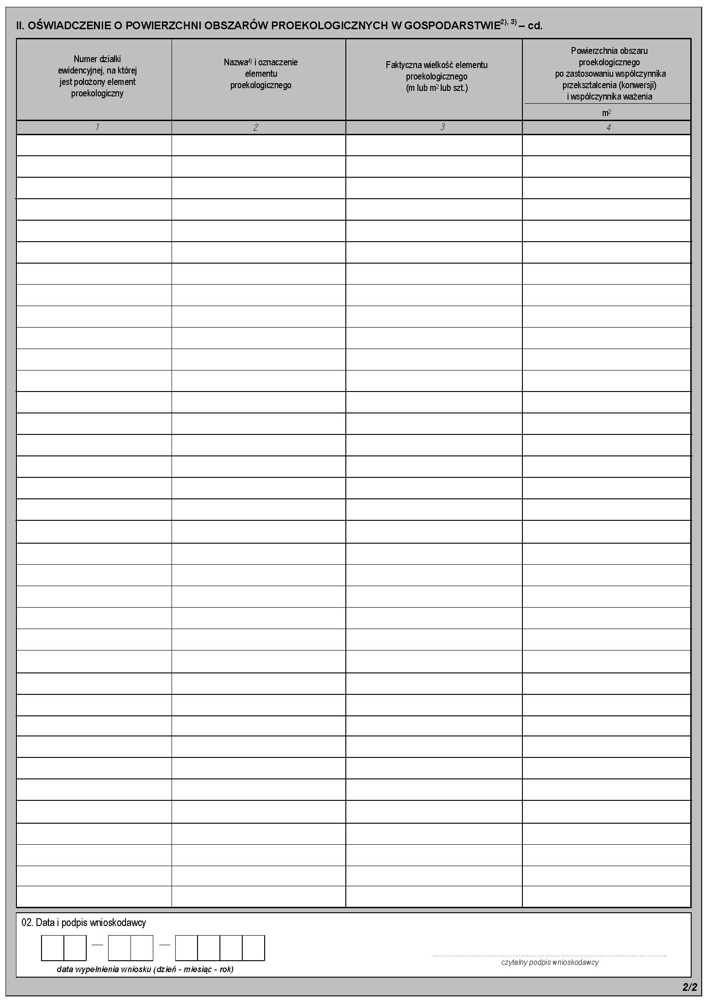 II. OŚWIADCZENIE O POWIERZCHNI OBSZARÓW PROEKOLOGICZNYCH W GOSPODARSTWIE2), 3) – cd.
Numer działki
ewidencyjnej, na której
jest położony element
proekologiczny
Nazwa4) i oznaczenie
elementu
proekologicznego
Faktyczna wielkość elementu
proekologicznego
(m lub m2 lub szt.)
Powierzchnia obszaru
proekologicznego
po zastosowaniu współczynnika
przekształcenia (konwersji)
i współczynnika ważenia
m2
1 2 3 4
02. Data i podpis wnioskodawcy
— —
data wypełnienia wniosku (dzień - miesiąc - rok)
czytelny podpis wnioskodawcy
2/2